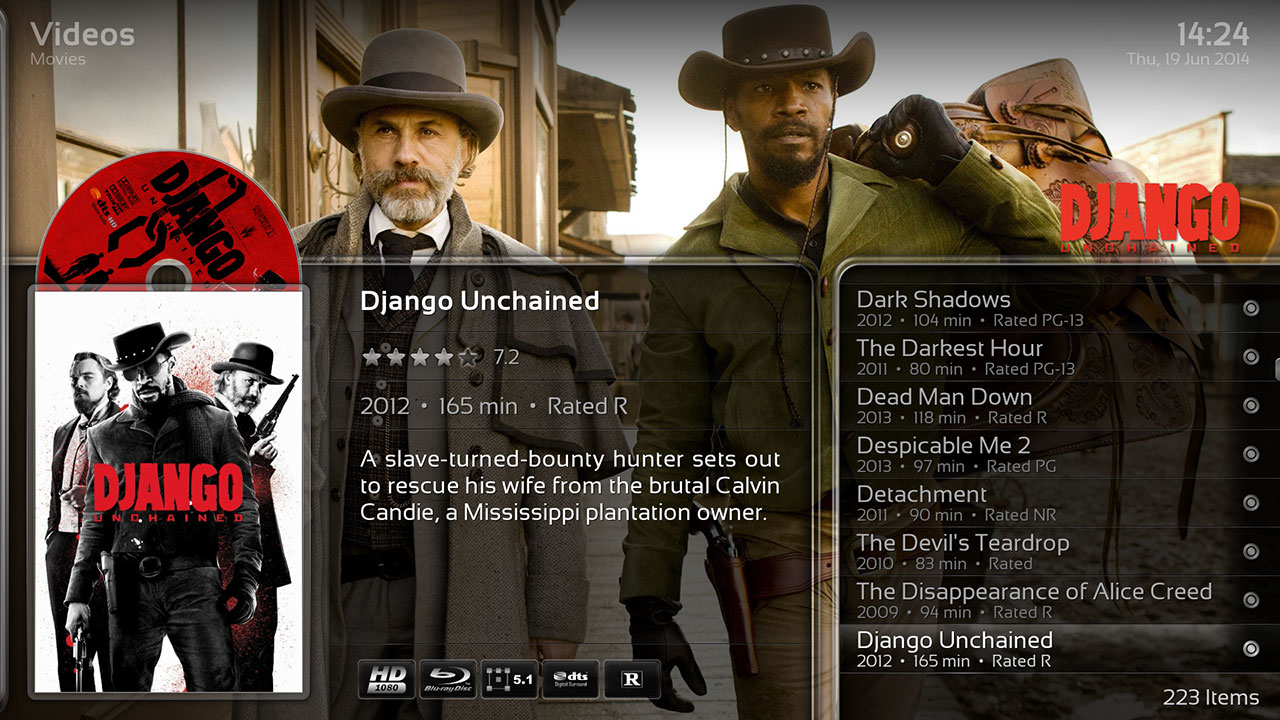 Videos
Movies
14:24
Thu, 19 Jun 2014
DJANGO
UNCHAINED
DJANGO
UNCHAINED
DJANGO
UNCHAINED
Django Unchained
7.2
2012 • 165 min • Rated R
A slave-turned-bounty hunter sets out
to rescue his wife from the brutal Calvin
Candie, a Mississippi plantation owner.
HD
1080
Blu-ray Disc
5.1
dts
Digital Surround
R
Dark Shadows
2012 • 104 min • Rated PG-13
The Darkest Hour
2011 • 80 min • Rated PG-13
Dead Man Down
2013 • 118 min • Rated R
Despicable Me 2
2013 • 97 min • Rated PG
Detachment
2011 • 90 min • Rated NR
The Devil's Teardrop
2010 • 83 min • Rated
The Disappearance of Alice Creed
2009 • 94 min • Rated R
Django Unchained
2012 • 165 min • Rated R
223 Items